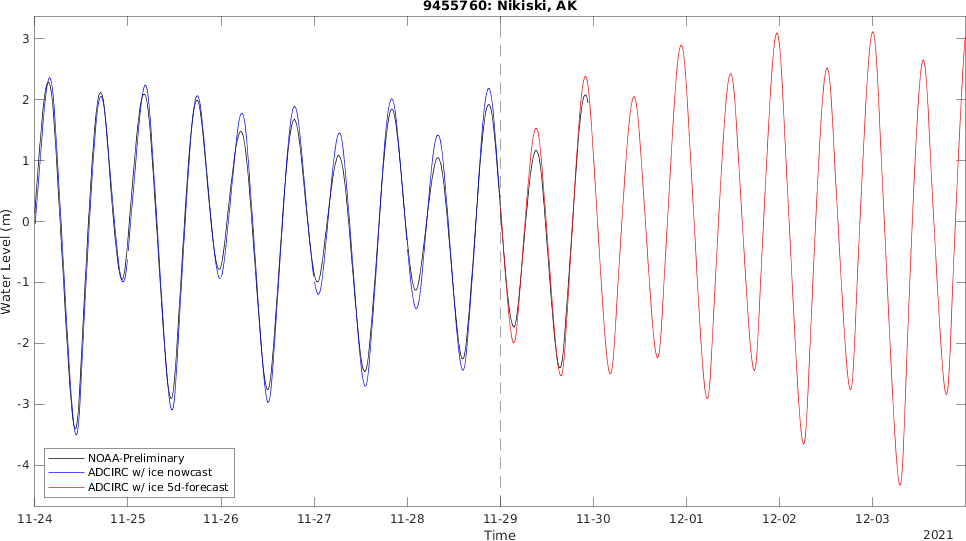 9455760: Nikiski, AK
Water Level (m)
3
2
1
0
-1
-2
-3
-4
NOAA-Preliminary
ADCIRC w/ ice nowcast
ADCIRC w/ ice 5d-forecast
11-24 11-25 11-26 11-27 11-28 11-29 11-30 12-01 12-02 12-03
Time
2021